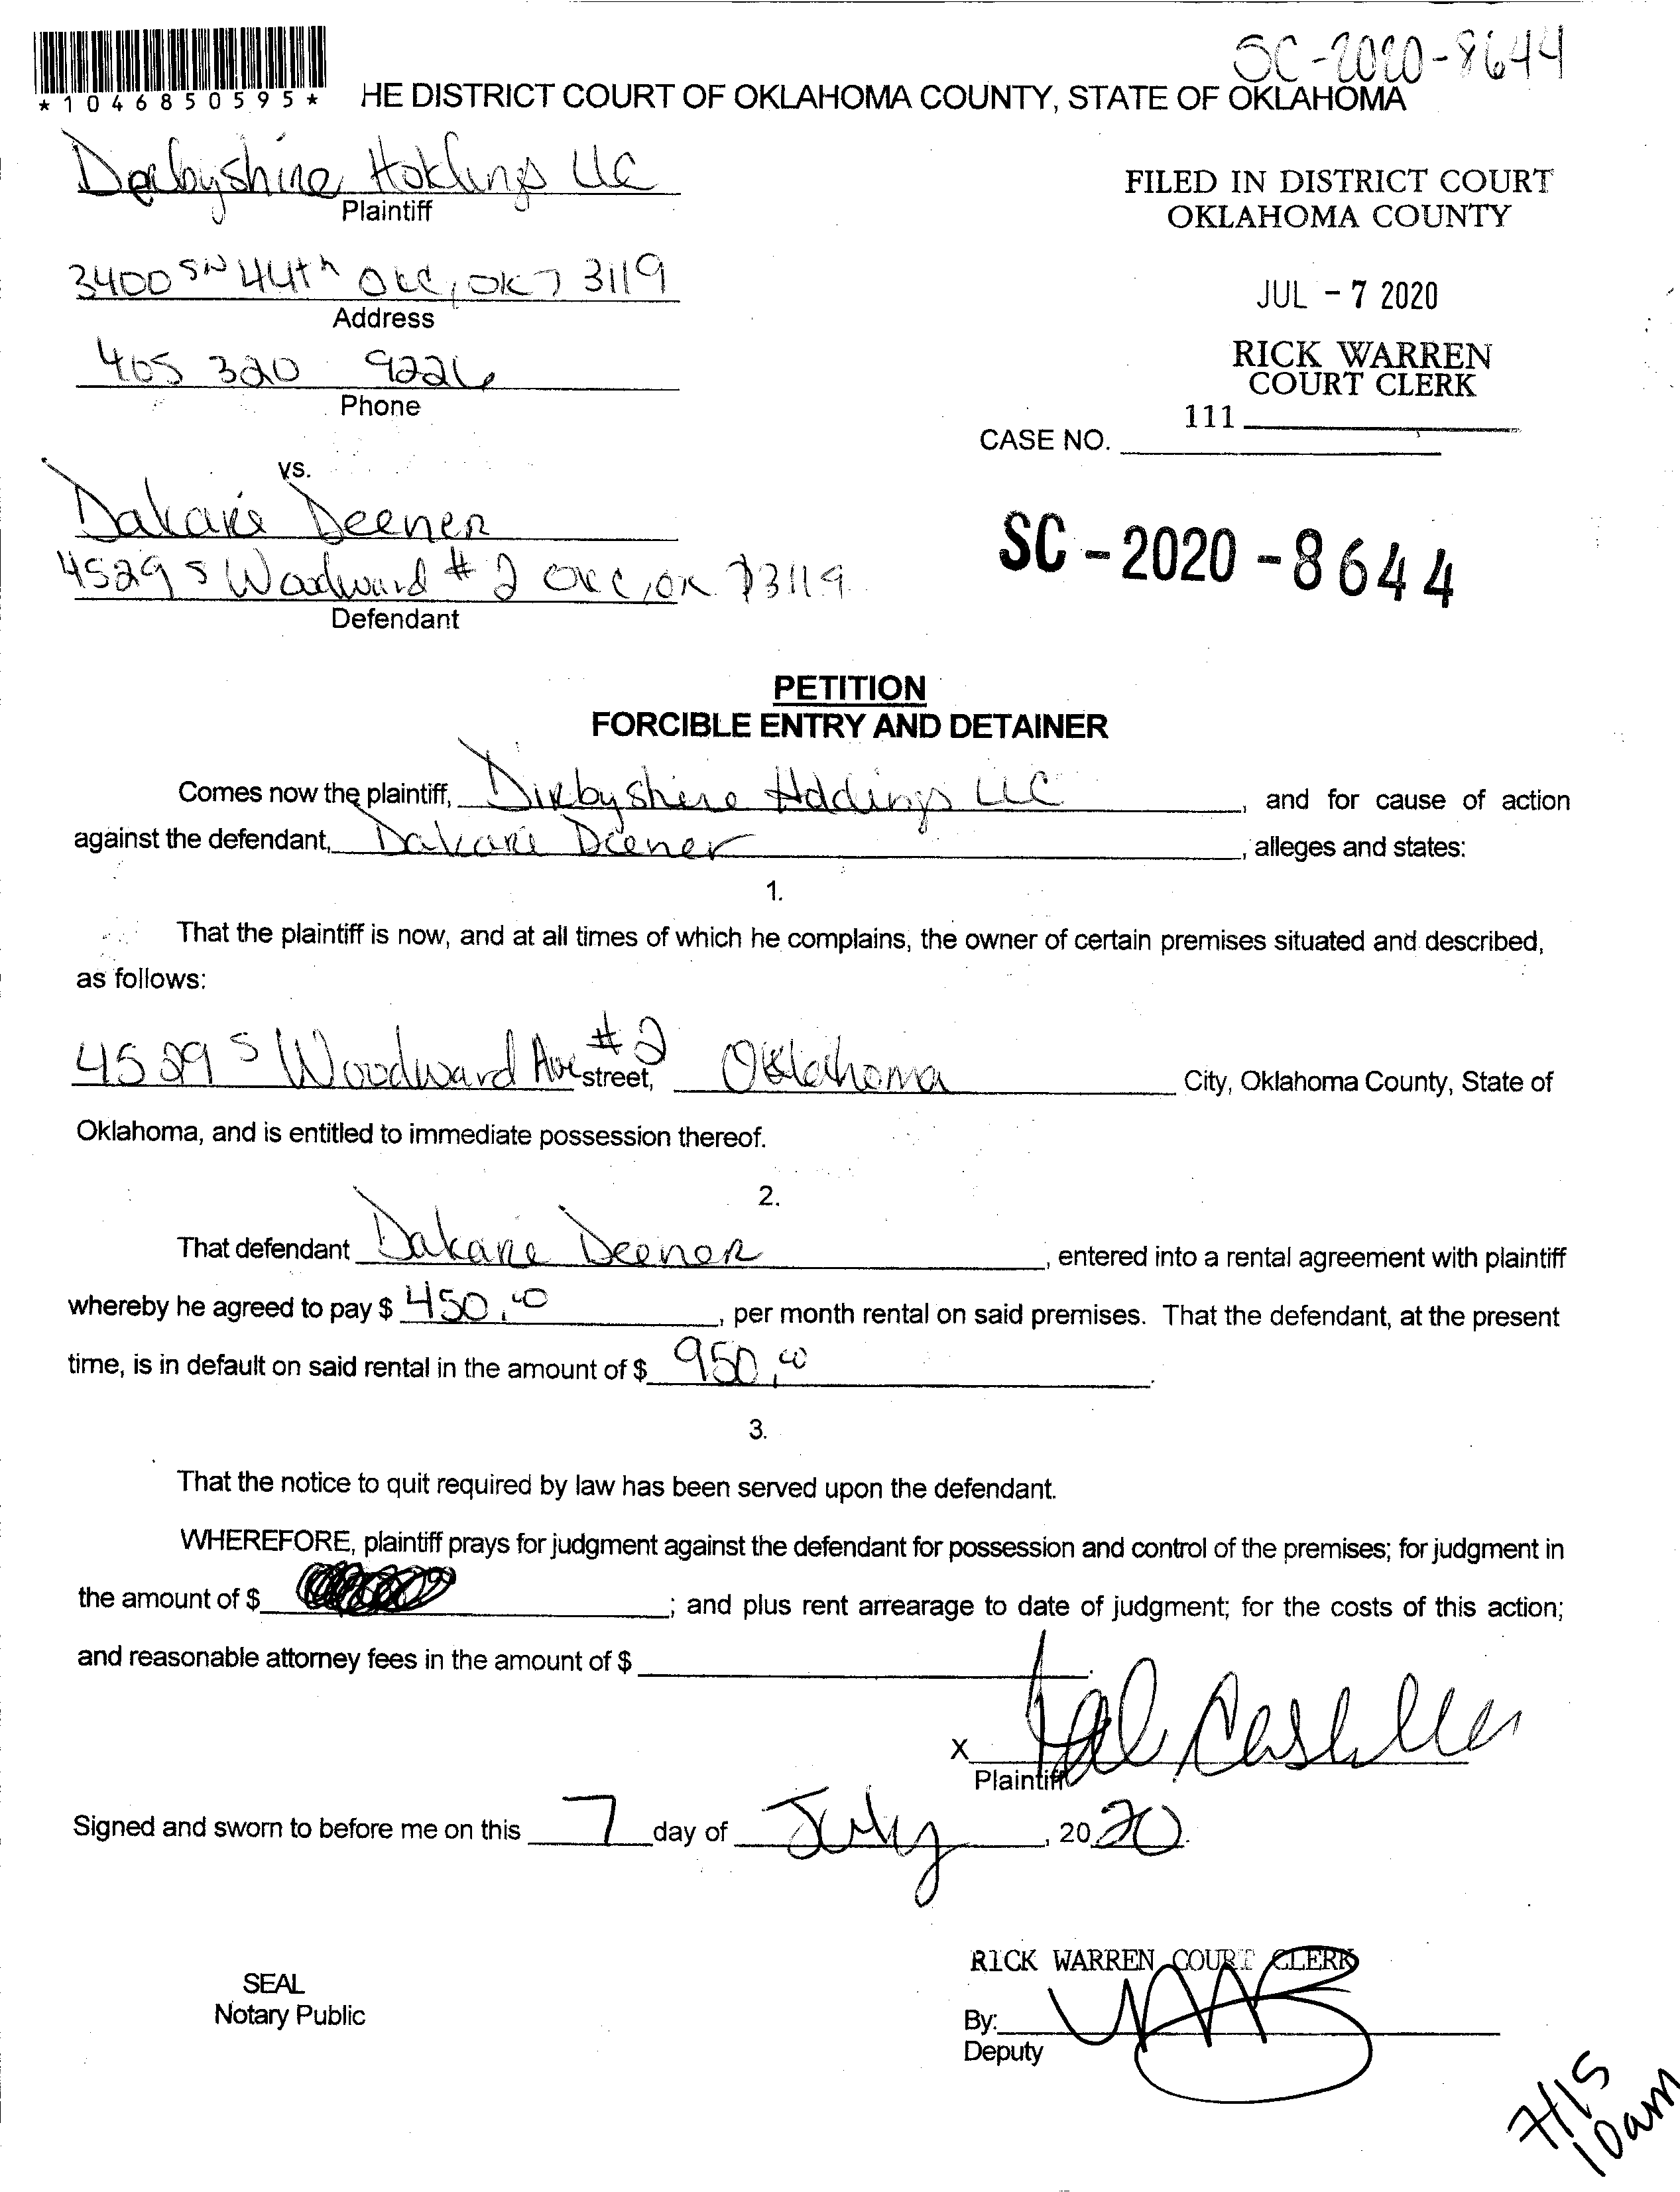 SC-2020-8644
*1046850595*
HE DISTRICT COURT OF OKLAHOMA COUNTY, STATE OF OKLAHOMA
Derbyshire Holdings LLC
Plaintiff
FILED IN DISTRICT COURT
OKLAHOMA COUNTY
3400 SW 44th OKC, OK 73119
Address
JUL - 7 2020
405 320 9226
Phone
RICK WARREN
COURT CLERK
111
CASE NO.
vs.
Dakarie Deener
4529 S Woodward # 2 OKC, OK 73119
Defendant
SC - 2020 - 8644
PETITION
FORCIBLE ENTRY AND DETAINER
Comes now the plaintiff, Dirbyshere Holdings LLC, and for cause of action
against the defendant, Dakarie Deener, alleges and states:
1.
That the plaintiff is now, and at all times of which he complains, the owner of certain premises situated and described,
as follows:
4529 S Woodward Ave #2 street, Oklahoma City, Oklahoma County, State of
Oklahoma, and is entitled to immediate possession thereof.
2.
That defendant Dakarie Deener, entered into a rental agreement with plaintiff
whereby he agreed to pay $ 450.00, per month rental on said premises. That the defendant, at the present
time, is in default on said rental in the amount of $ 950.00.
3.
That the notice to quit required by law has been served upon the defendant.
WHEREFORE, plaintiff prays for judgment against the defendant for possession and control of the premises; for judgment in
the amount of $ ; and plus rent arrearage to date of judgment; for the costs of this action;
and reasonable attorney fees in the amount of $ .
X
Plaintiff
Signed and sworn to before me on this 7 day of July, 2020.
RICK WARREN COURT CLERK
SEAL
Notary Public
By:
Deputy
7/15
10am